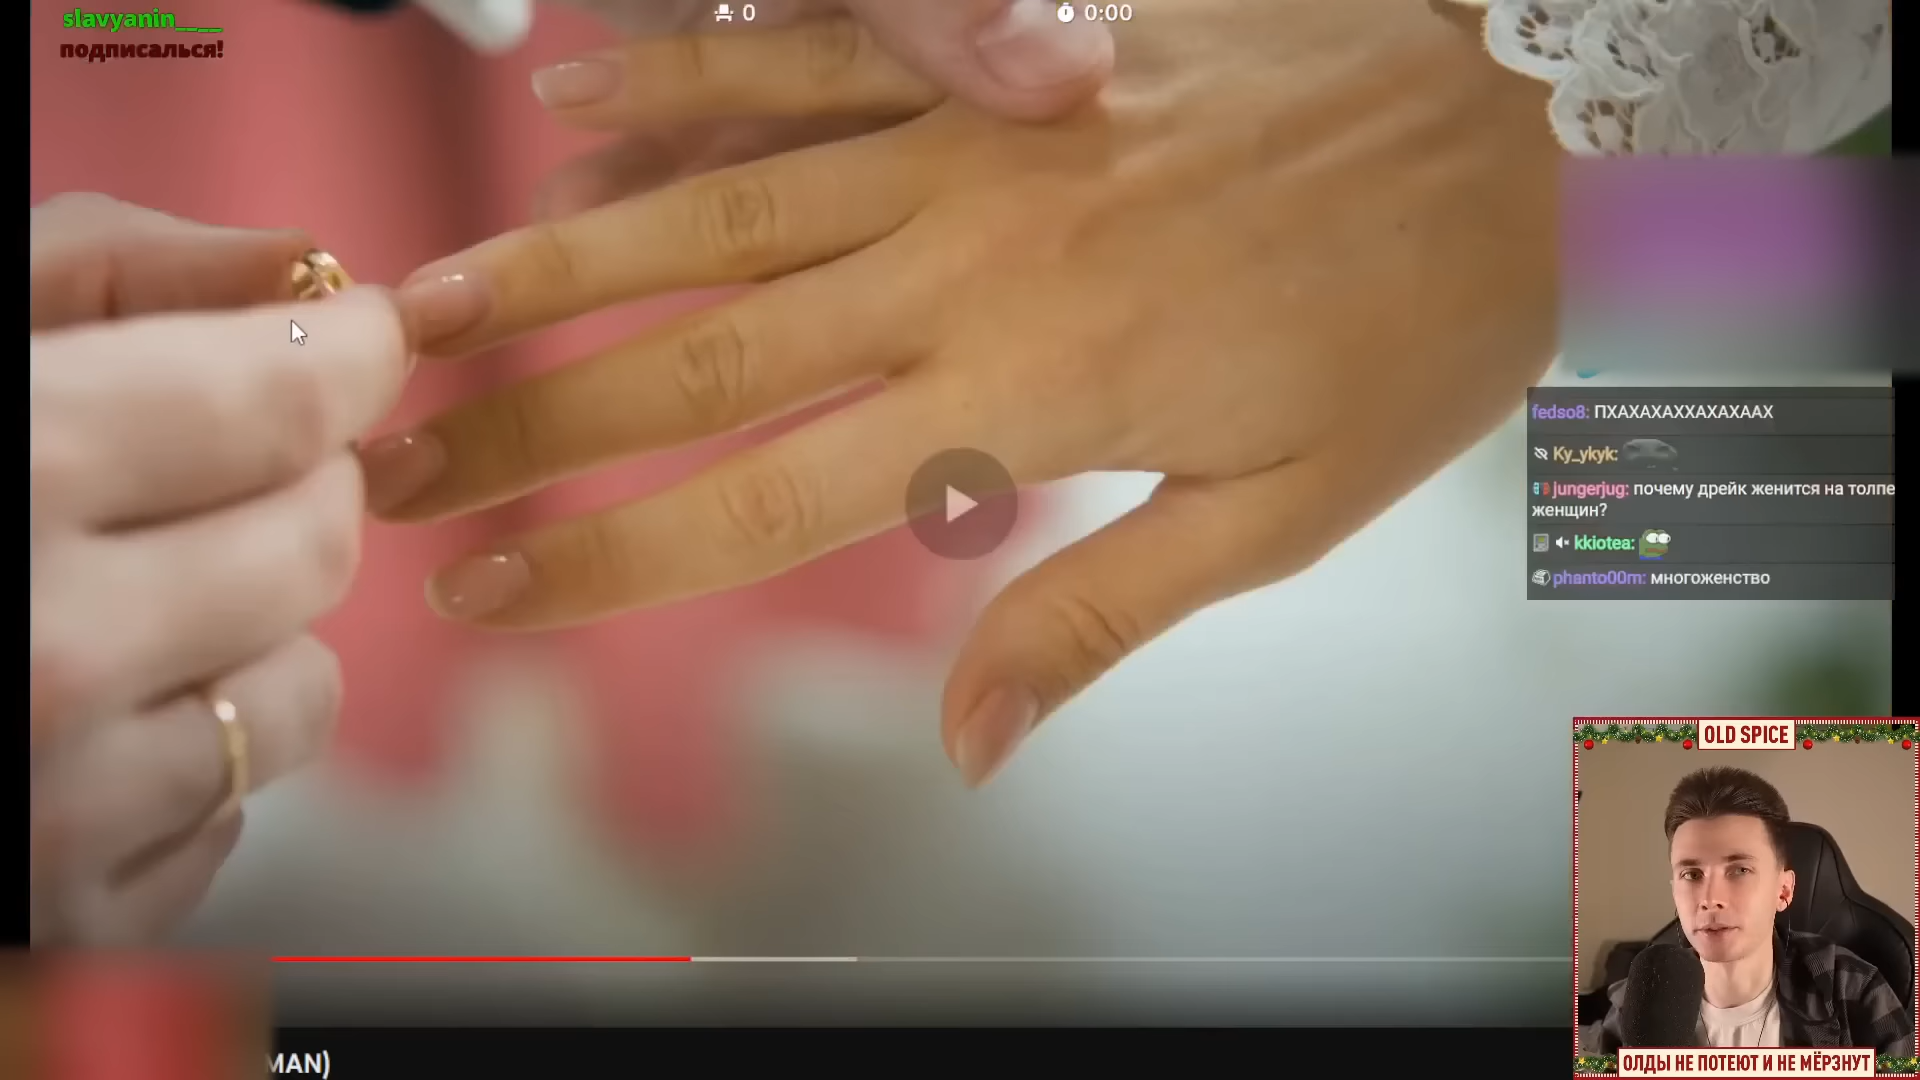 slavyanin____
подписалься!
0
0:00
fedso8: ПХАХАХАХХАХАХААХ
Ky_ykyk:
jungerjug: почему дрейк женится на толпе
женщин?
kkiotea:
phanto00m: многоженство
OLD SPICE
ОЛДЫ НЕ ПОТЕЮТ И НЕ МЁРЗНУТ
MAN)